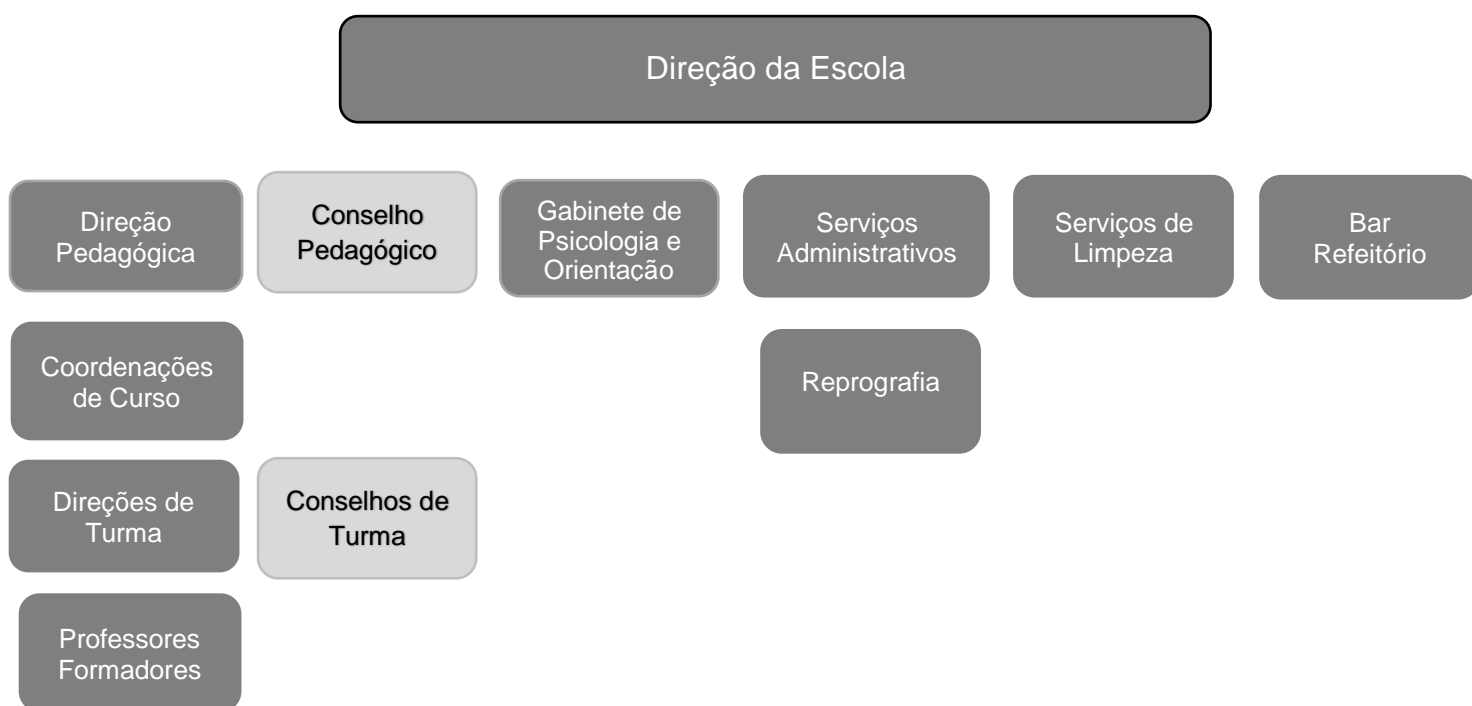 Direção da Escola
Direção
Pedagógica
Conselho
Pedagógico
Gabinete de
Psicologia e
Orientação
Serviços
Administrativos
Serviços de
Limpeza
Bar
Refeitório
Coordenações
de Curso
Reprografia
Direções de
Turma
Conselhos de
Turma
Professores
Formadores